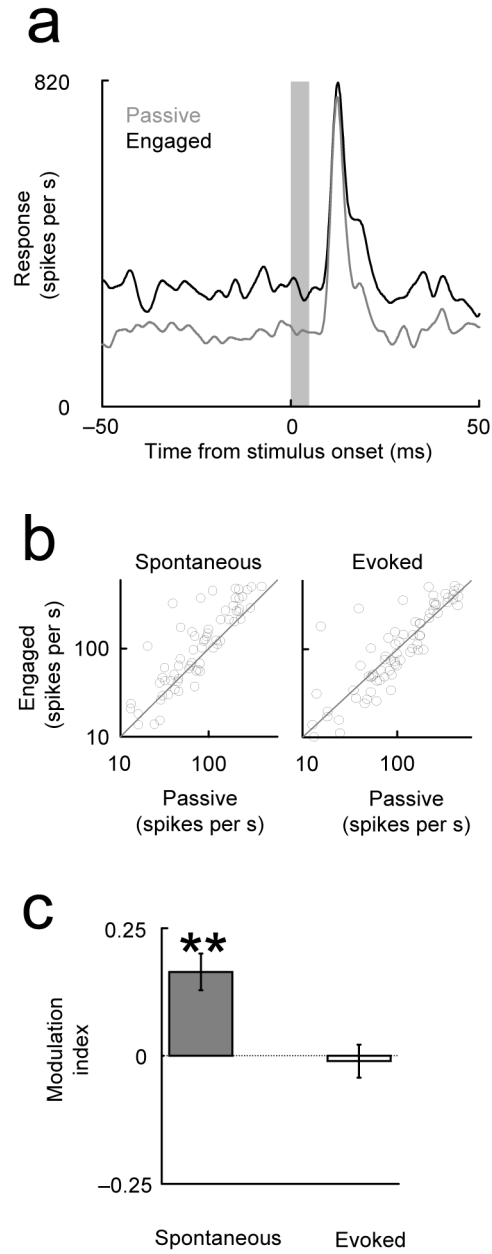 a
820
Passive
Engaged
Response
(spikes per s)
0
–50
0
50
Time from stimulus onset (ms)
b
Spontaneous
Evoked
Engaged
(spikes per s)
100
10
10
100
10
100
Passive
(spikes per s)
Passive
(spikes per s)
c
0.25
**
Modulation
index
0
–0.25
Spontaneous
Evoked